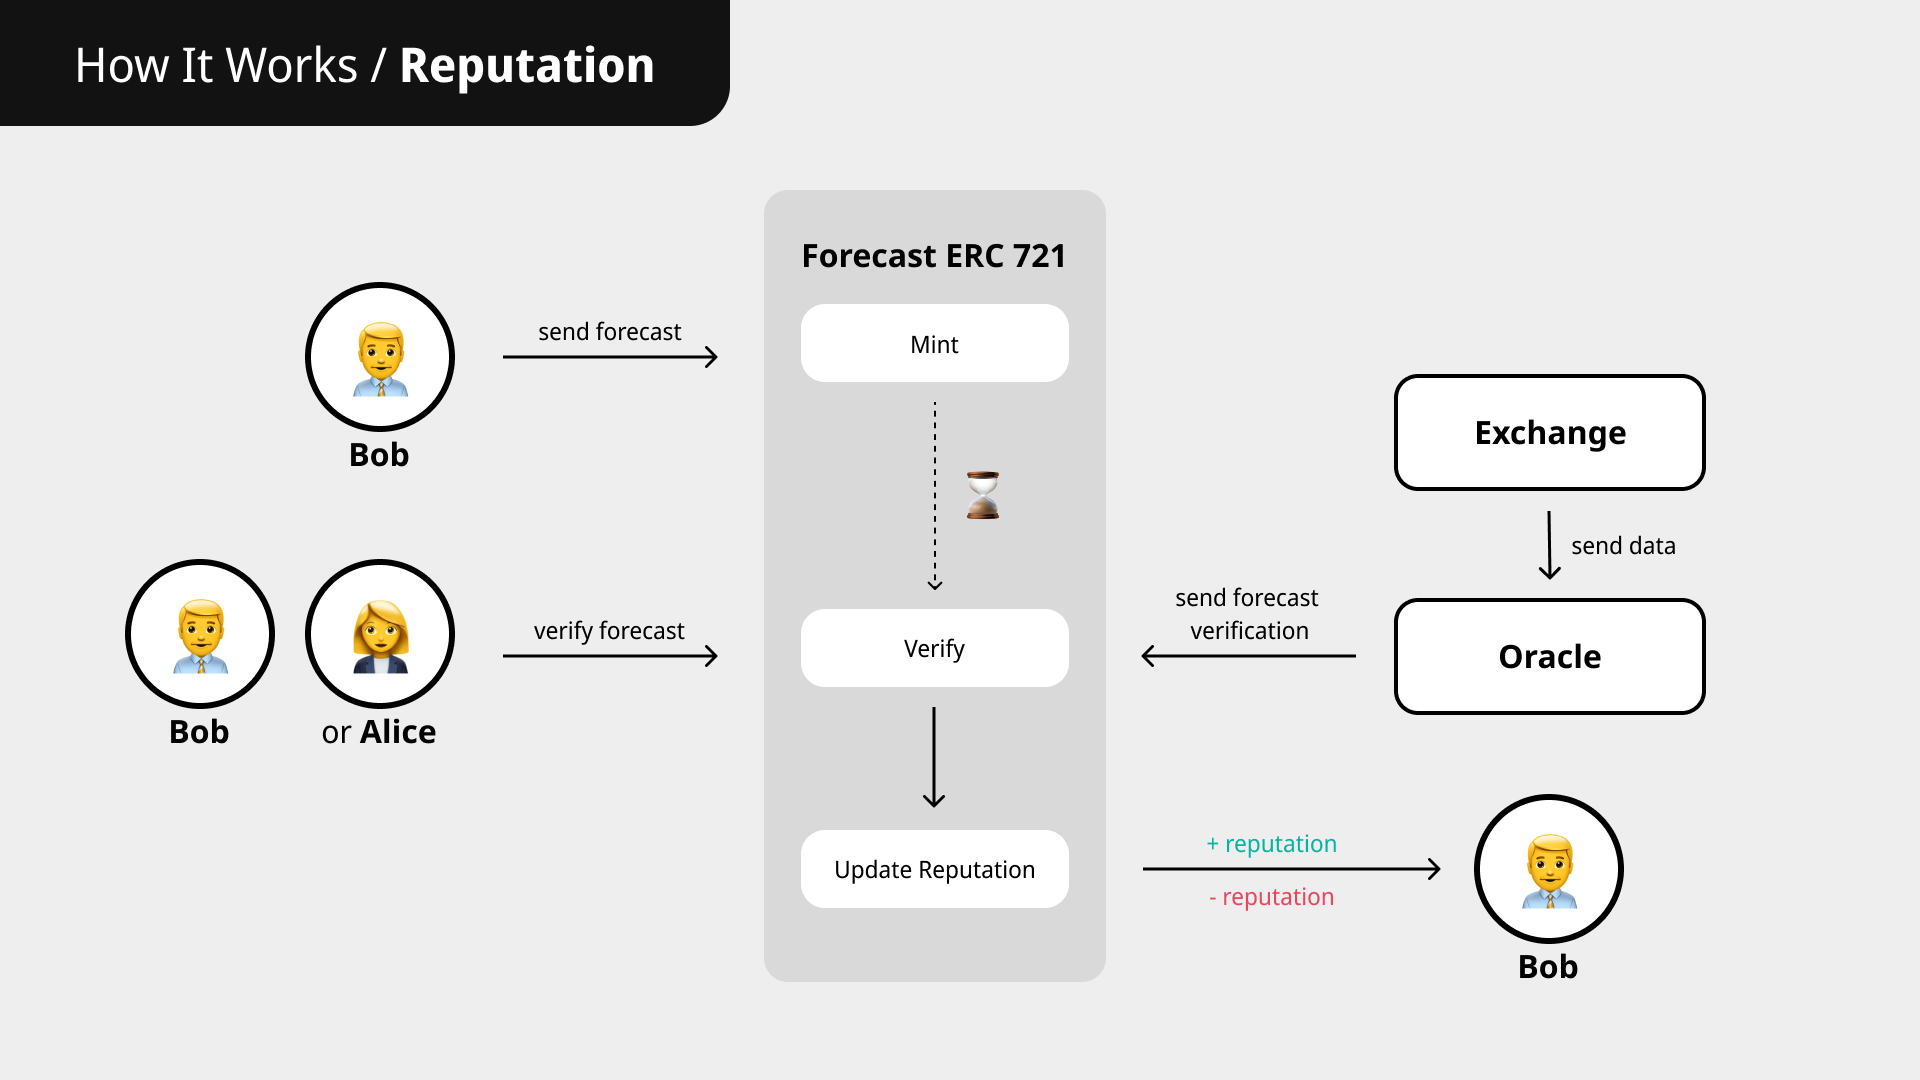 How It Works / Reputation
Forecast ERC 721
send forecast
Mint
Bob
Exchange
send data
verify forecast
Verify
send forecast
verification
Oracle
Bob
or Alice
Update Reputation
+ reputation
- reputation
Bob